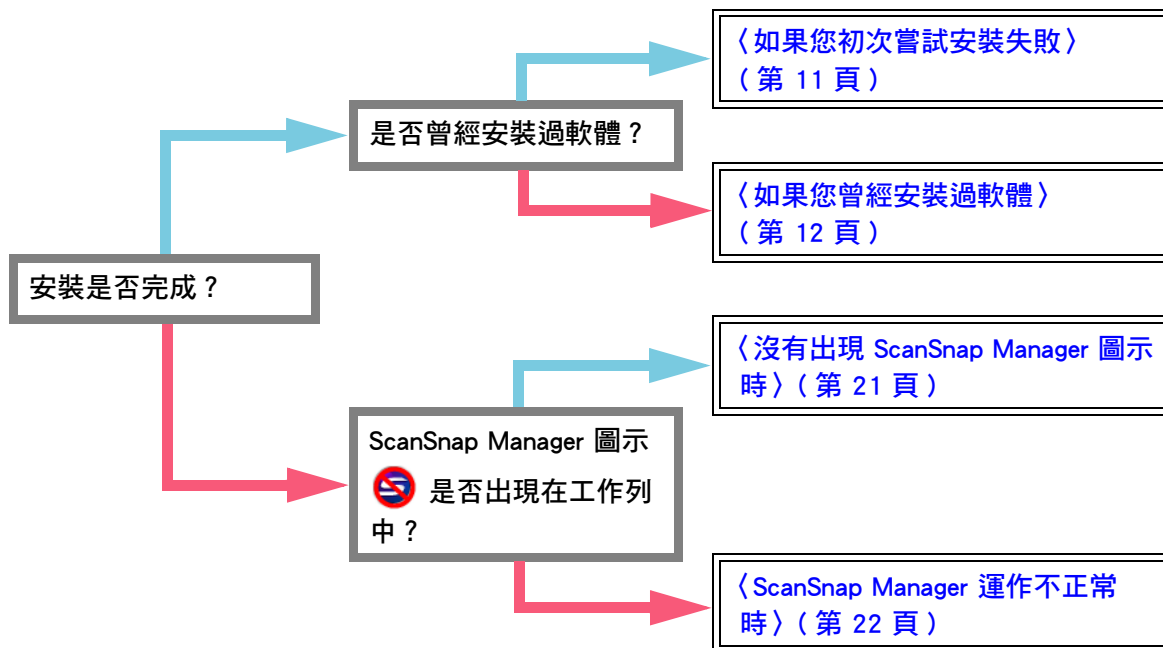 〈如果您初次嘗試安裝失敗〉
（第 11 頁）
是否曾經安裝過軟體？
〈如果您曾經安裝過軟體〉
（第 12 頁）
安裝是否完成？
〈沒有出現 ScanSnap Manager 圖示
時〉（第 21 頁）
ScanSnap Manager 圖示
是否出現在工作列
中？
〈ScanSnap Manager 運作不正常
時〉（第 22 頁）